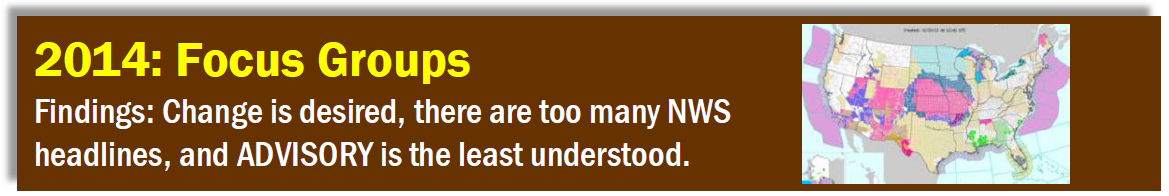 2014: Focus Groups
Findings: Change is desired, there are too many NWS
headlines, and ADVISORY is the least understood.